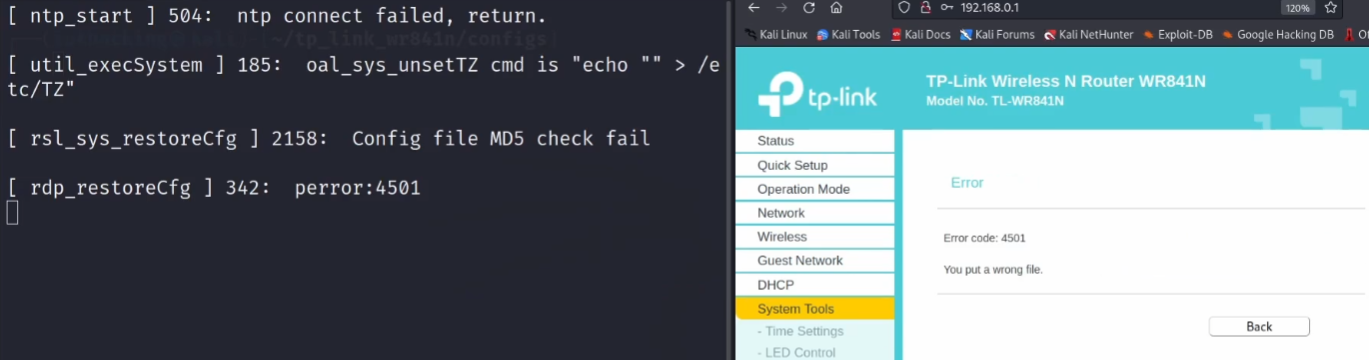 [ ntp_start ] 504:  ntp connect failed, return.
~/tp_link_wr841n/configs
[ util_execSystem ] 185:  oal_sys_unsetTZ cmd is "echo "" > /e
tc/TZ"
[ rsl_sys_restoreCfg ] 2158:  Config file MD5 check fail
[ rdp_restoreCfg ] 342:  perror:4501
192.168.0.1
120%
Kali Linux
Kali Tools
Kali Docs
Kali Forums
Kali NetHunter
Exploit-DB
Google Hacking DB
tp-link
TP-Link Wireless N Router WR841N
Model No. TL-WR841N
Status
Quick Setup
Operation Mode
Network
Wireless
Guest Network
DHCP
System Tools
- Time Settings
- LED Control
Error
Error code: 4501
You put a wrong file.
Back